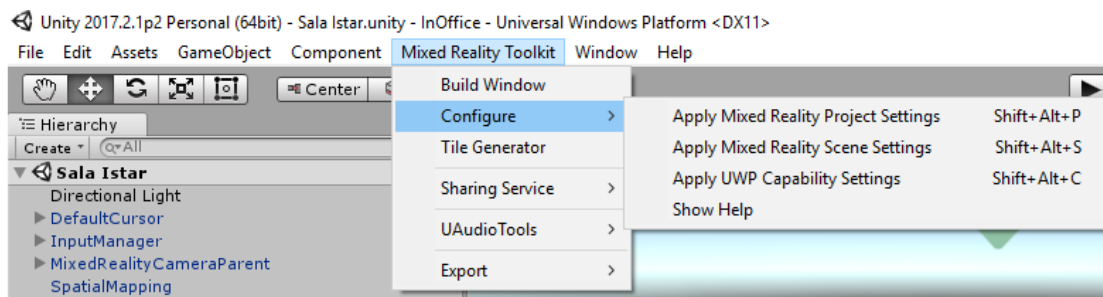 Unity 2017.2.1p2 Personal (64bit) - Sala Istar.unity - InOffice - Universal Windows Platform <DX11>
File Edit Assets GameObject Component Mixed Reality Toolkit Window Help
Center
Build Window
Configure
Tile Generator
Sharing Service
UAudioTools
Export
Apply Mixed Reality Project Settings Shift+Alt+P
Apply Mixed Reality Scene Settings Shift+Alt+S
Apply UWP Capability Settings Shift+Alt+C
Show Help
Hierarchy
Create All
Sala Istar
Directional Light
DefaultCursor
InputManager
MixedRealityCameraParent
SpatialMapping